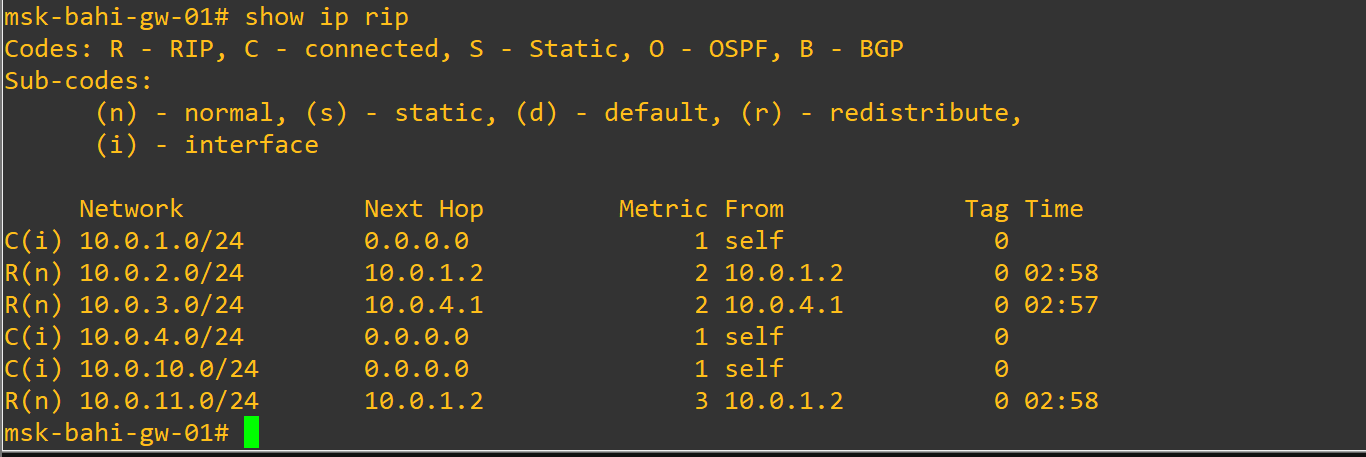 msk-bahi-gw-01# show ip rip
Codes: R - RIP, C - connected, S - Static, O - OSPF, B - BGP
Sub-codes:
      (n) - normal, (s) - static, (d) - default, (r) - redistribute,
      (i) - interface

     Network            Next Hop         Metric From            Tag Time
C(i) 10.0.1.0/24        0.0.0.0               1 self              0
R(n) 10.0.2.0/24        10.0.1.2              2 10.0.1.2          0 02:58
R(n) 10.0.3.0/24        10.0.4.1              2 10.0.4.1          0 02:57
C(i) 10.0.4.0/24        0.0.0.0               1 self              0
C(i) 10.0.10.0/24       0.0.0.0               1 self              0
R(n) 10.0.11.0/24       10.0.1.2              3 10.0.1.2          0 02:58
msk-bahi-gw-01#